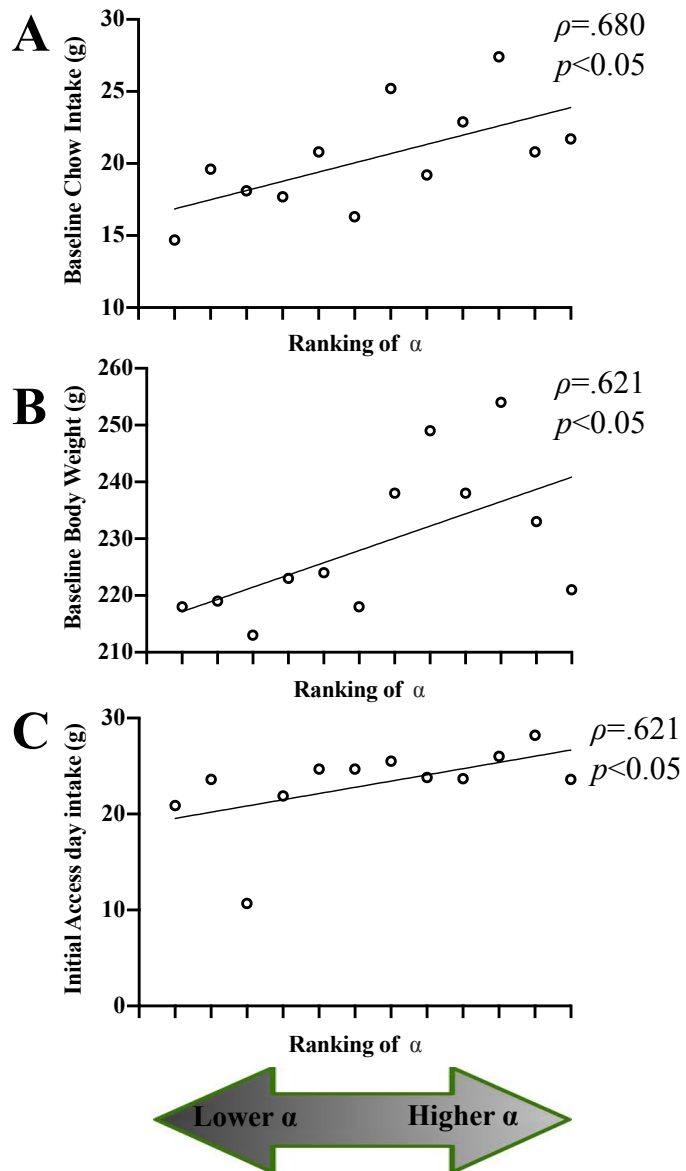 A
Baseline Chow Intake (g)
30
25
20
15
10
ρ=.680
p<0.05
Ranking of α
B
Baseline Body Weight (g)
260
250
240
230
220
210
ρ=.621
p<0.05
Ranking of α
C
Initial Access day intake (g)
30
20
10
0
ρ=.621
p<0.05
Ranking of α
Lower α Higher α